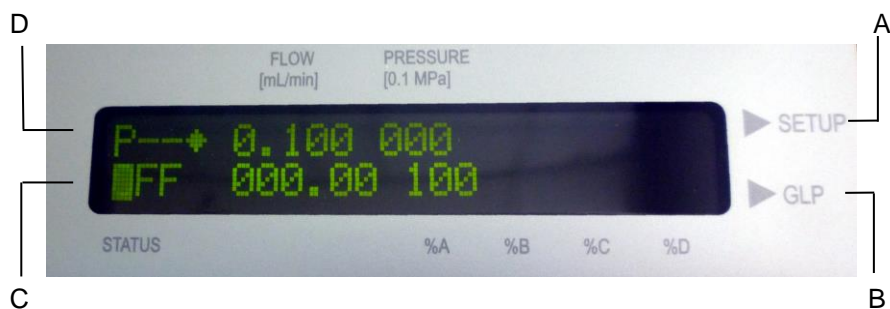 D
A
FLOW PRESSURE
[mL/min] [0.1 MPa]
P--♦ 0.100 000
SETUP
FF 000.00 100
GLP
STATUS %A %B %C %D
C
B